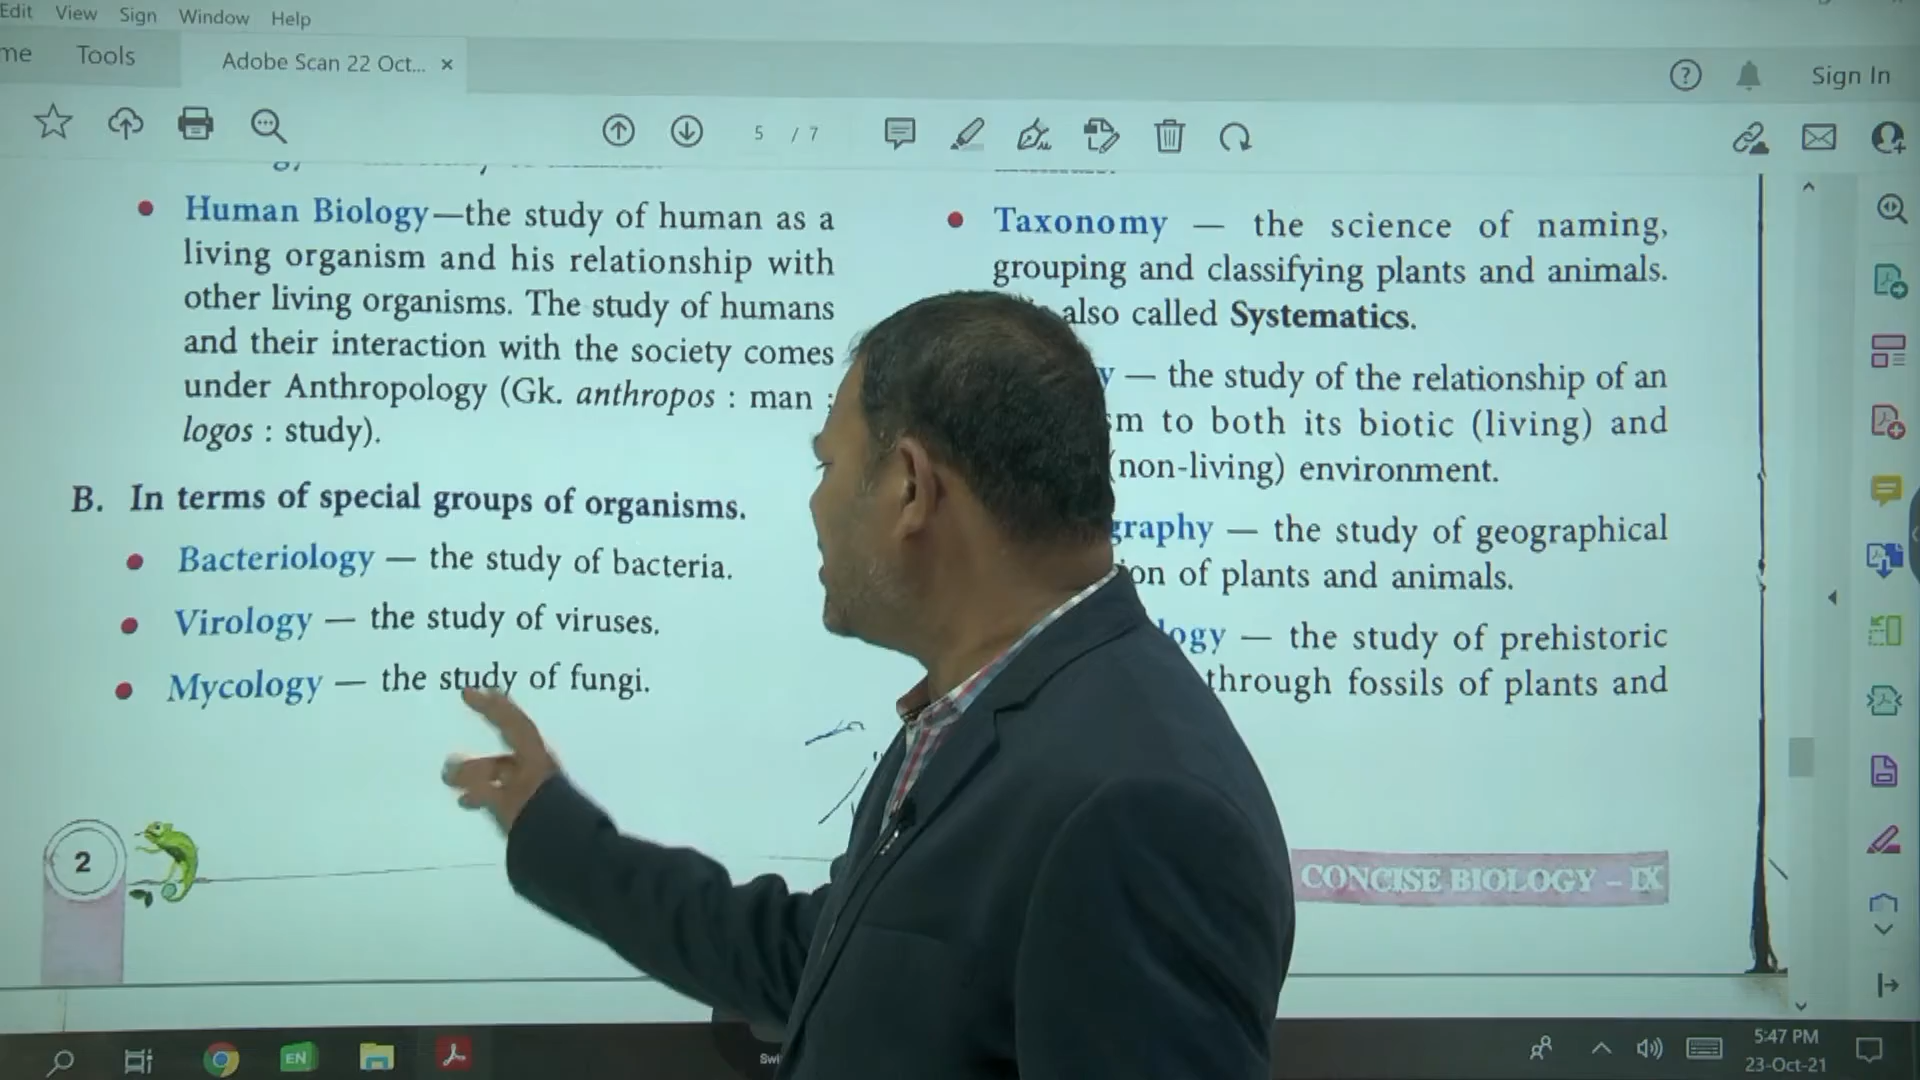 Edit View Sign Window Help
me Tools Adobe Scan 22 Oct... ×
Sign In
5 / 7
Human Biology—the study of human as a
living organism and his relationship with
other living organisms. The study of humans
and their interaction with the society comes
under Anthropology (Gk. anthropos : man :
logos : study).
B. In terms of special groups of organisms.
Bacteriology — the study of bacteria.
Virology — the study of viruses.
Mycology — the study of fungi.
2
Taxonomy — the science of naming,
grouping and classifying plants and animals.
also called Systematics.
y — the study of the relationship of an
sm to both its biotic (living) and
(non-living) environment.
graphy — the study of geographical
on of plants and animals.
logy — the study of prehistoric
through fossils of plants and
CONCISE BIOLOGY – IX
EN
5:47 PM
23-Oct-21